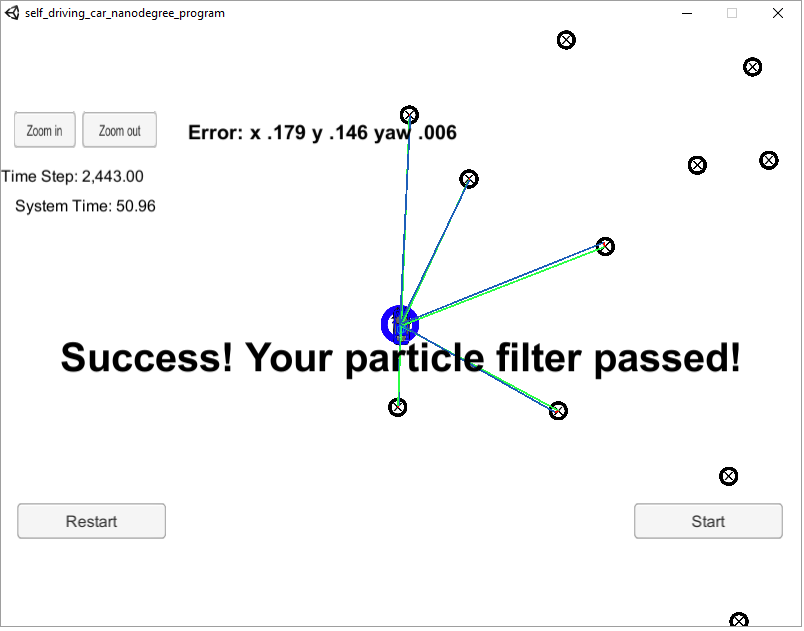 self_driving_car_nanodegree_program
Zoom in
Zoom out
Error: x .179 y .146 yaw .006
Time Step: 2,443.00
System Time: 50.96
Success! Your particle filter passed!
Restart
Start